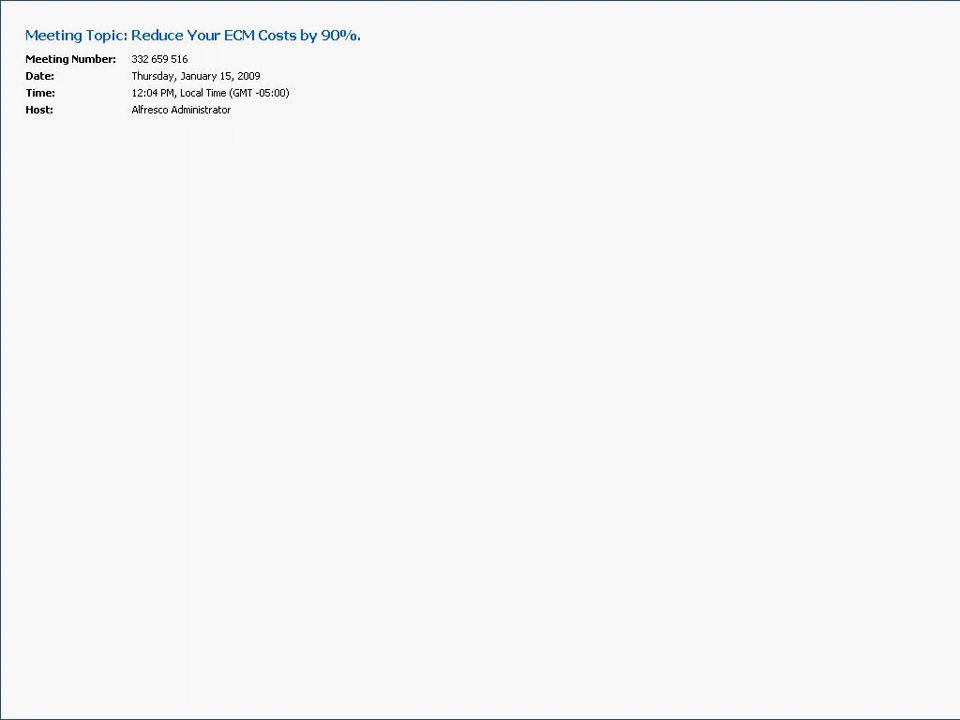 Meeting Topic: Reduce Your ECM Costs by 90%.
Meeting Number: 332 659 516
Date: Thursday, January 15, 2009
Time: 12:04 PM, Local Time (GMT -05:00)
Host: Alfresco Administrator